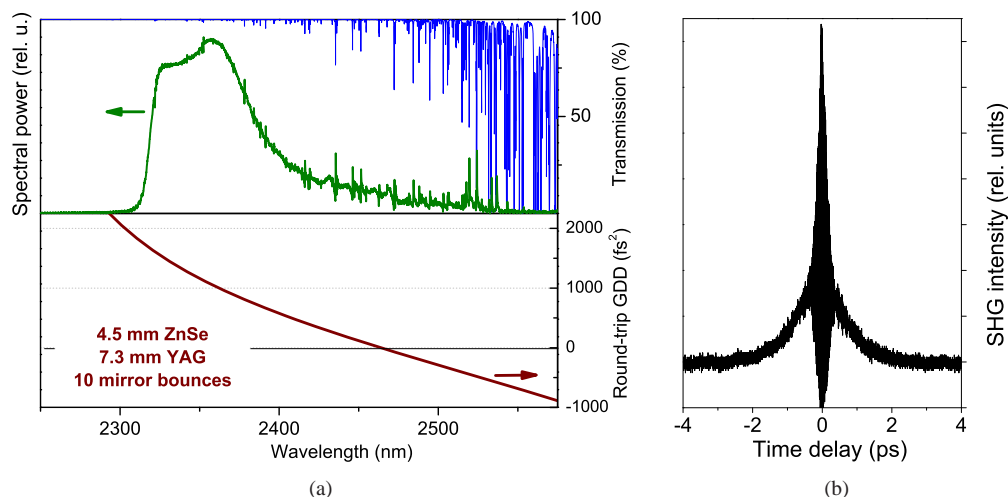 Spectral power (rel. u.)
100
50
Transmission (%)
2000
1000
0
-1000
Round-trip GDD (fs²)
4.5 mm ZnSe
7.3 mm YAG
10 mirror bounces
2300
2400
2500
Wavelength (nm)
(a)
SHG intensity (rel. units)
-4
-2
0
2
4
Time delay (ps)
(b)